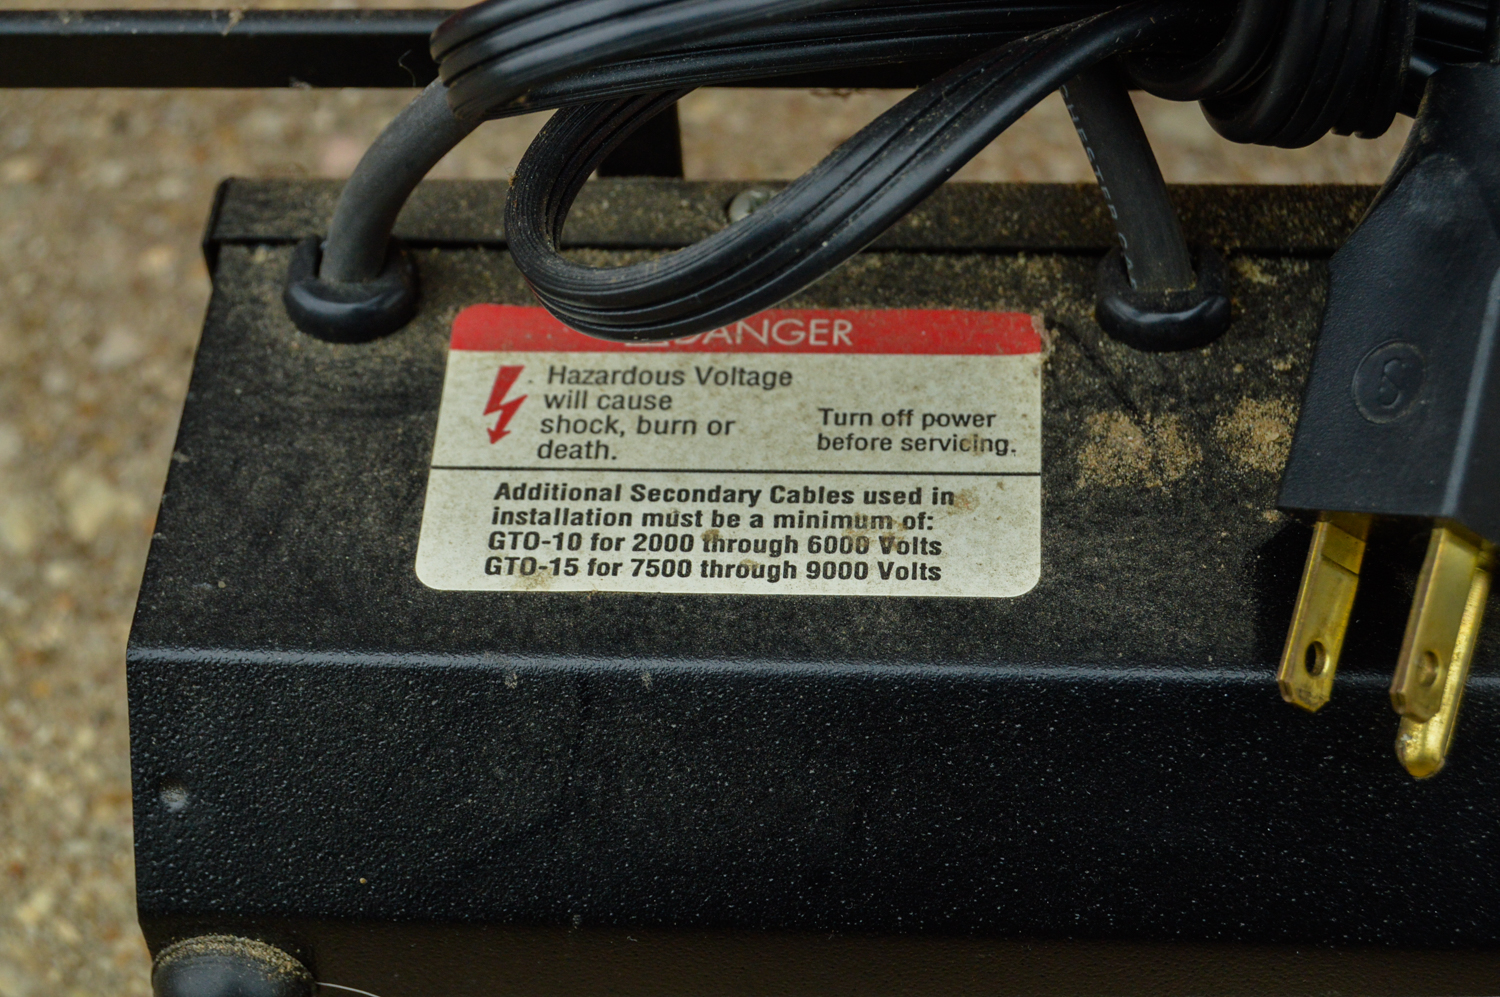 DANGER
Hazardous Voltage
will cause
shock, burn or
death.
Turn off power
before servicing.
Additional Secondary Cables used in
installation must be a minimum of:
GTO-10 for 2000 through 6000 Volts
GTO-15 for 7500 through 9000 Volts